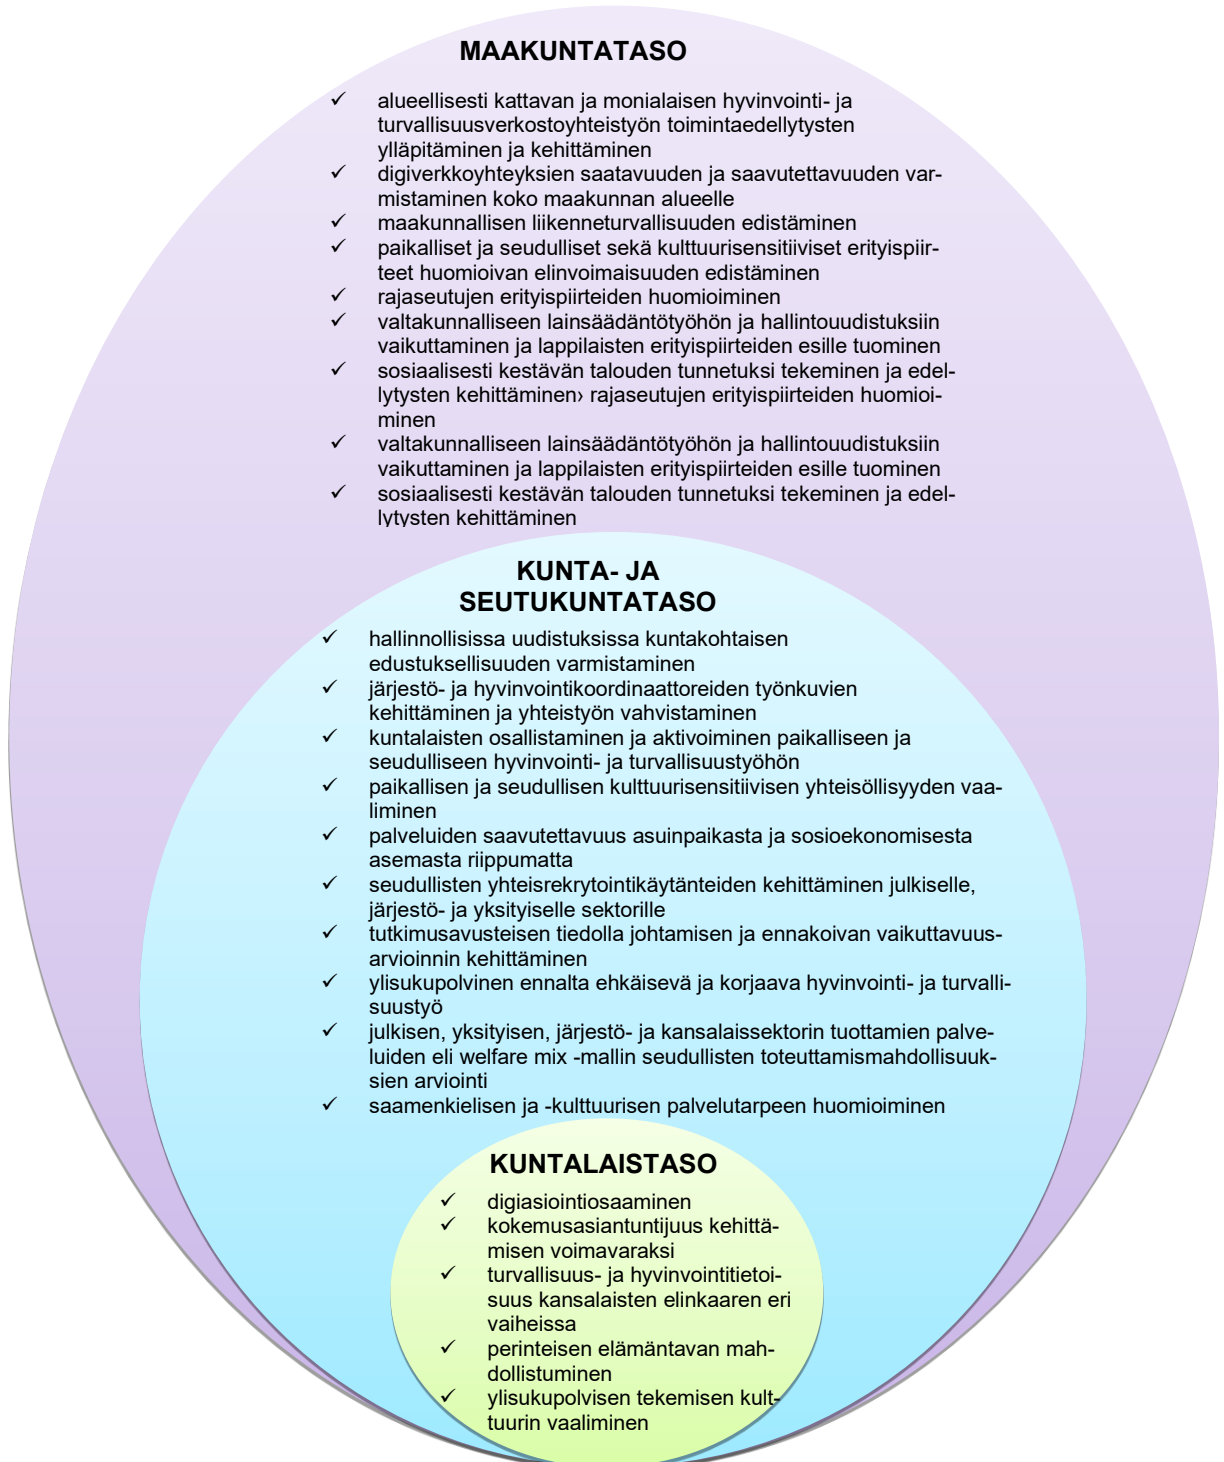 MAAKUNTATASO
✓ alueellisesti kattavan ja monialaisen hyvinvointi- ja
turvallisuusverkostoyhteistyön toimintaedellytysten
ylläpitäminen ja kehittäminen
✓ digiverkkoyhteyksien saatavuuden ja saavutettavuuden var-
mistaminen koko maakunnan alueelle
✓ maakunnallisen liikenneturvallisuuden edistäminen
✓ paikalliset ja seudulliset sekä kulttuurisensitiiviset erityispiir-
teet huomioivan elinvoimaisuuden edistäminen
✓ rajaseutujen erityispiirteiden huomioiminen
✓ valtakunnalliseen lainsäädäntötyöhön ja hallintouudistuksiin
vaikuttaminen ja lappilaisten erityispiirteiden esille tuominen
✓ sosiaalisesti kestävän talouden tunnetuksi tekeminen ja edel-
lytysten kehittäminen› rajaseutujen erityispiirteiden huomioi-
minen
✓ valtakunnalliseen lainsäädäntötyöhön ja hallintouudistuksiin
vaikuttaminen ja lappilaisten erityispiirteiden esille tuominen
✓ sosiaalisesti kestävän talouden tunnetuksi tekeminen ja edel-
lytysten kehittäminen
KUNTA- JA
SEUTUKUNTATASO
✓ hallinnollisissa uudistuksissa kuntakohtaisen
edustuksellisuuden varmistaminen
✓ järjestö- ja hyvinvointikoordinaattoreiden työnkuvien
kehittäminen ja yhteistyön vahvistaminen
✓ kuntalaisten osallistaminen ja aktivoiminen paikalliseen ja
seudulliseen hyvinvointi- ja turvallisuustyöhön
✓ paikallisen ja seudullisen kulttuurisensitiivisen yhteisöllisyyden vaa-
liminen
✓ palveluiden saavutettavuus asuinpaikasta ja sosioekonomisesta
asemasta riippumatta
✓ seudullisten yhteisrekrytointikäytänteiden kehittäminen julkiselle,
järjestö- ja yksityiselle sektorille
✓ tutkimusavusteisen tiedolla johtamisen ja ennakoivan vaikuttavuus-
arvioinnin kehittäminen
✓ ylisukupolvinen ennalta ehkäisevä ja korjaava hyvinvointi- ja turvalli-
suustyö
✓ julkisen, yksityisen, järjestö- ja kansalaissektorin tuottamien palve-
luiden eli welfare mix -mallin seudullisten toteuttamismahdollisuuk-
sien arviointi
✓ saamenkielisen ja -kulttuurisen palvelutarpeen huomioiminen
KUNTALAISTASO
✓ digiasiointiosaaminen
✓ kokemusasiantuntijuus kehittä-
misen voimavaraksi
✓ turvallisuus- ja hyvinvointitietoi-
suus kansalaisten elinkaaren eri
vaiheissa
✓ perinteisen elämäntavan mah-
dollistuminen
✓ ylisukupolvisen tekemisen kult-
tuurin vaaliminen